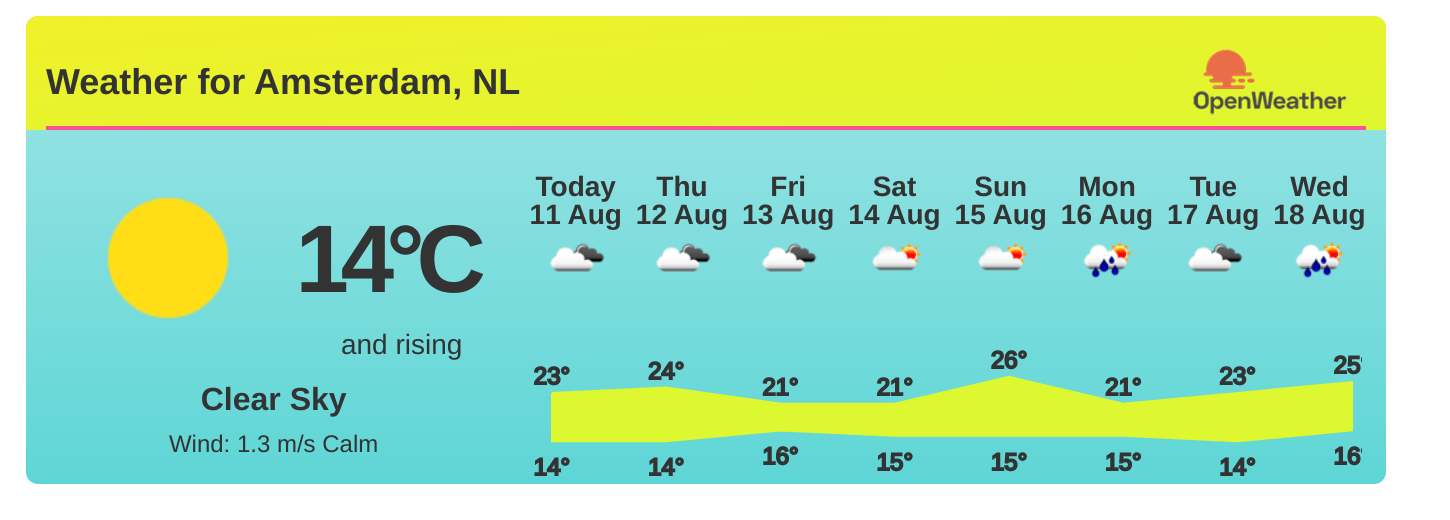 Weather for Amsterdam, NL
OpenWeather
14°C
and rising
Clear Sky
Wind: 1.3 m/s Calm
Today Thu Fri Sat Sun Mon Tue Wed
11 Aug 12 Aug 13 Aug 14 Aug 15 Aug 16 Aug 17 Aug 18 Aug
23° 24° 21° 21° 26° 21° 23° 25°
14° 14° 16° 15° 15° 15° 14° 16